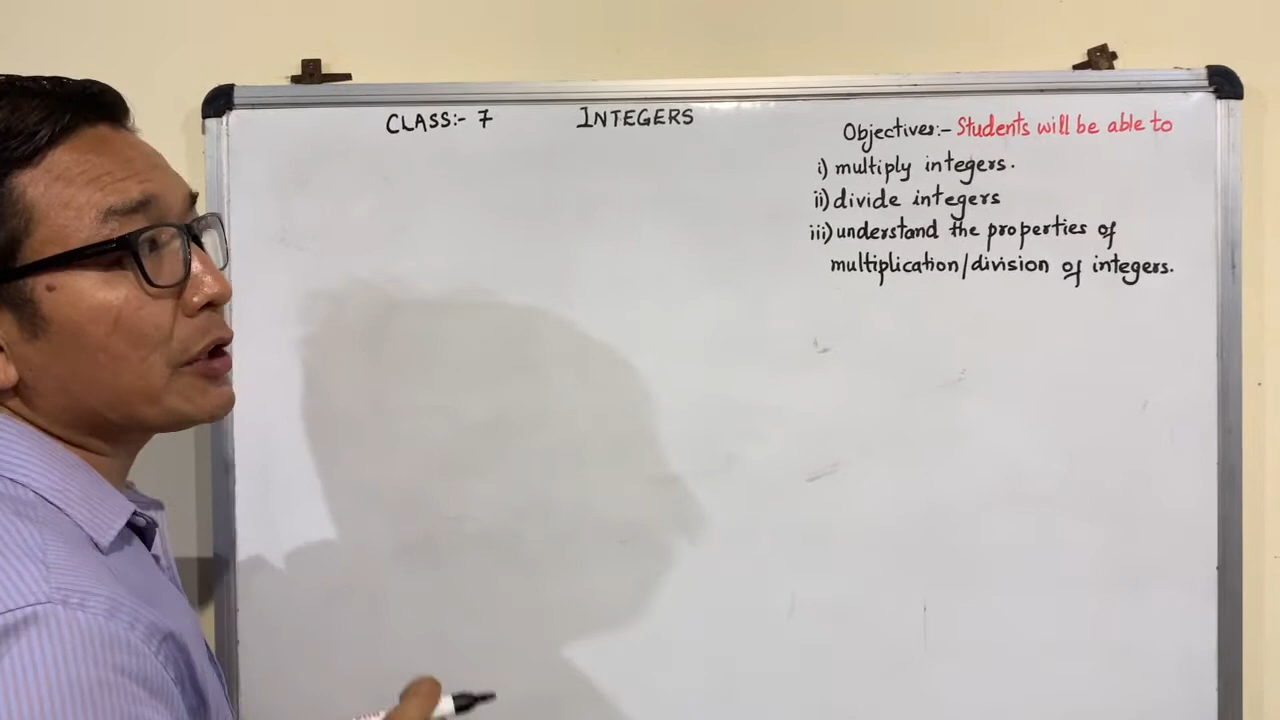 CLASS:- 7
INTEGERS
Objectives:- Students will be able to
i) multiply integers.
ii) divide integers
iii) understand the properties of
multiplication/division of integers.